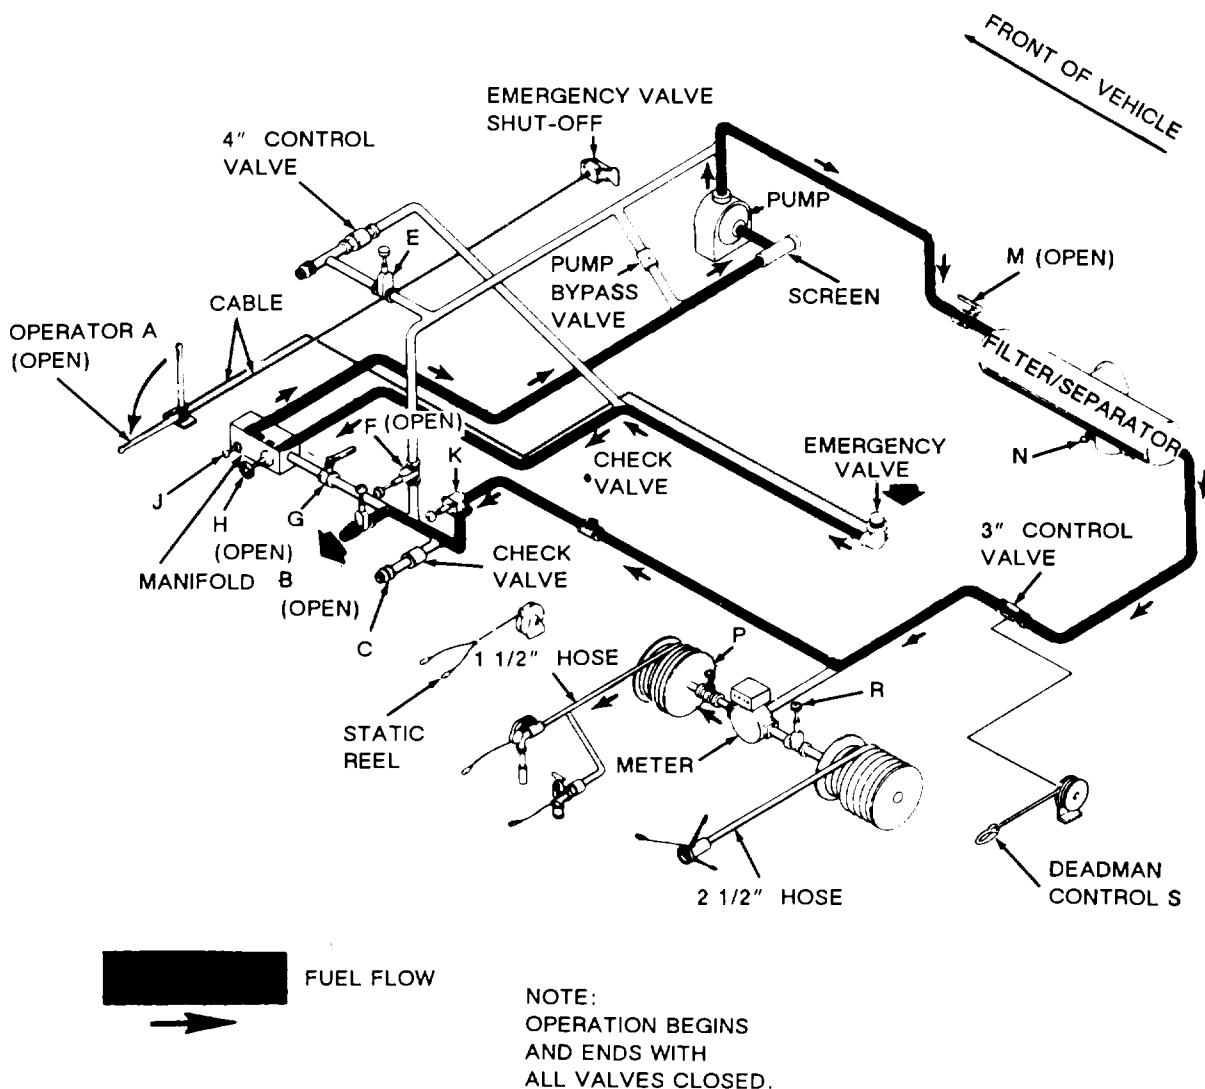 FRONT OF VEHICLE
EMERGENCY VALVE
SHUT-OFF
4" CONTROL
VALVE
PUMP
E
M (OPEN)
PUMP
BYPASS
VALVE
SCREEN
CABLE
OPERATOR A
(OPEN)
FILTER/SEPARATOR
F (OPEN)
K
CHECK
VALVE
EMERGENCY
VALVE
N
J
H
(OPEN)
G
MANIFOLD
B
(OPEN)
CHECK
VALVE
3" CONTROL
VALVE
C
1 1/2" HOSE
P
R
STATIC
REEL
METER
2 1/2" HOSE
DEADMAN
CONTROL S
FUEL FLOW
NOTE:
OPERATION BEGINS
AND ENDS WITH
ALL VALVES CLOSED.